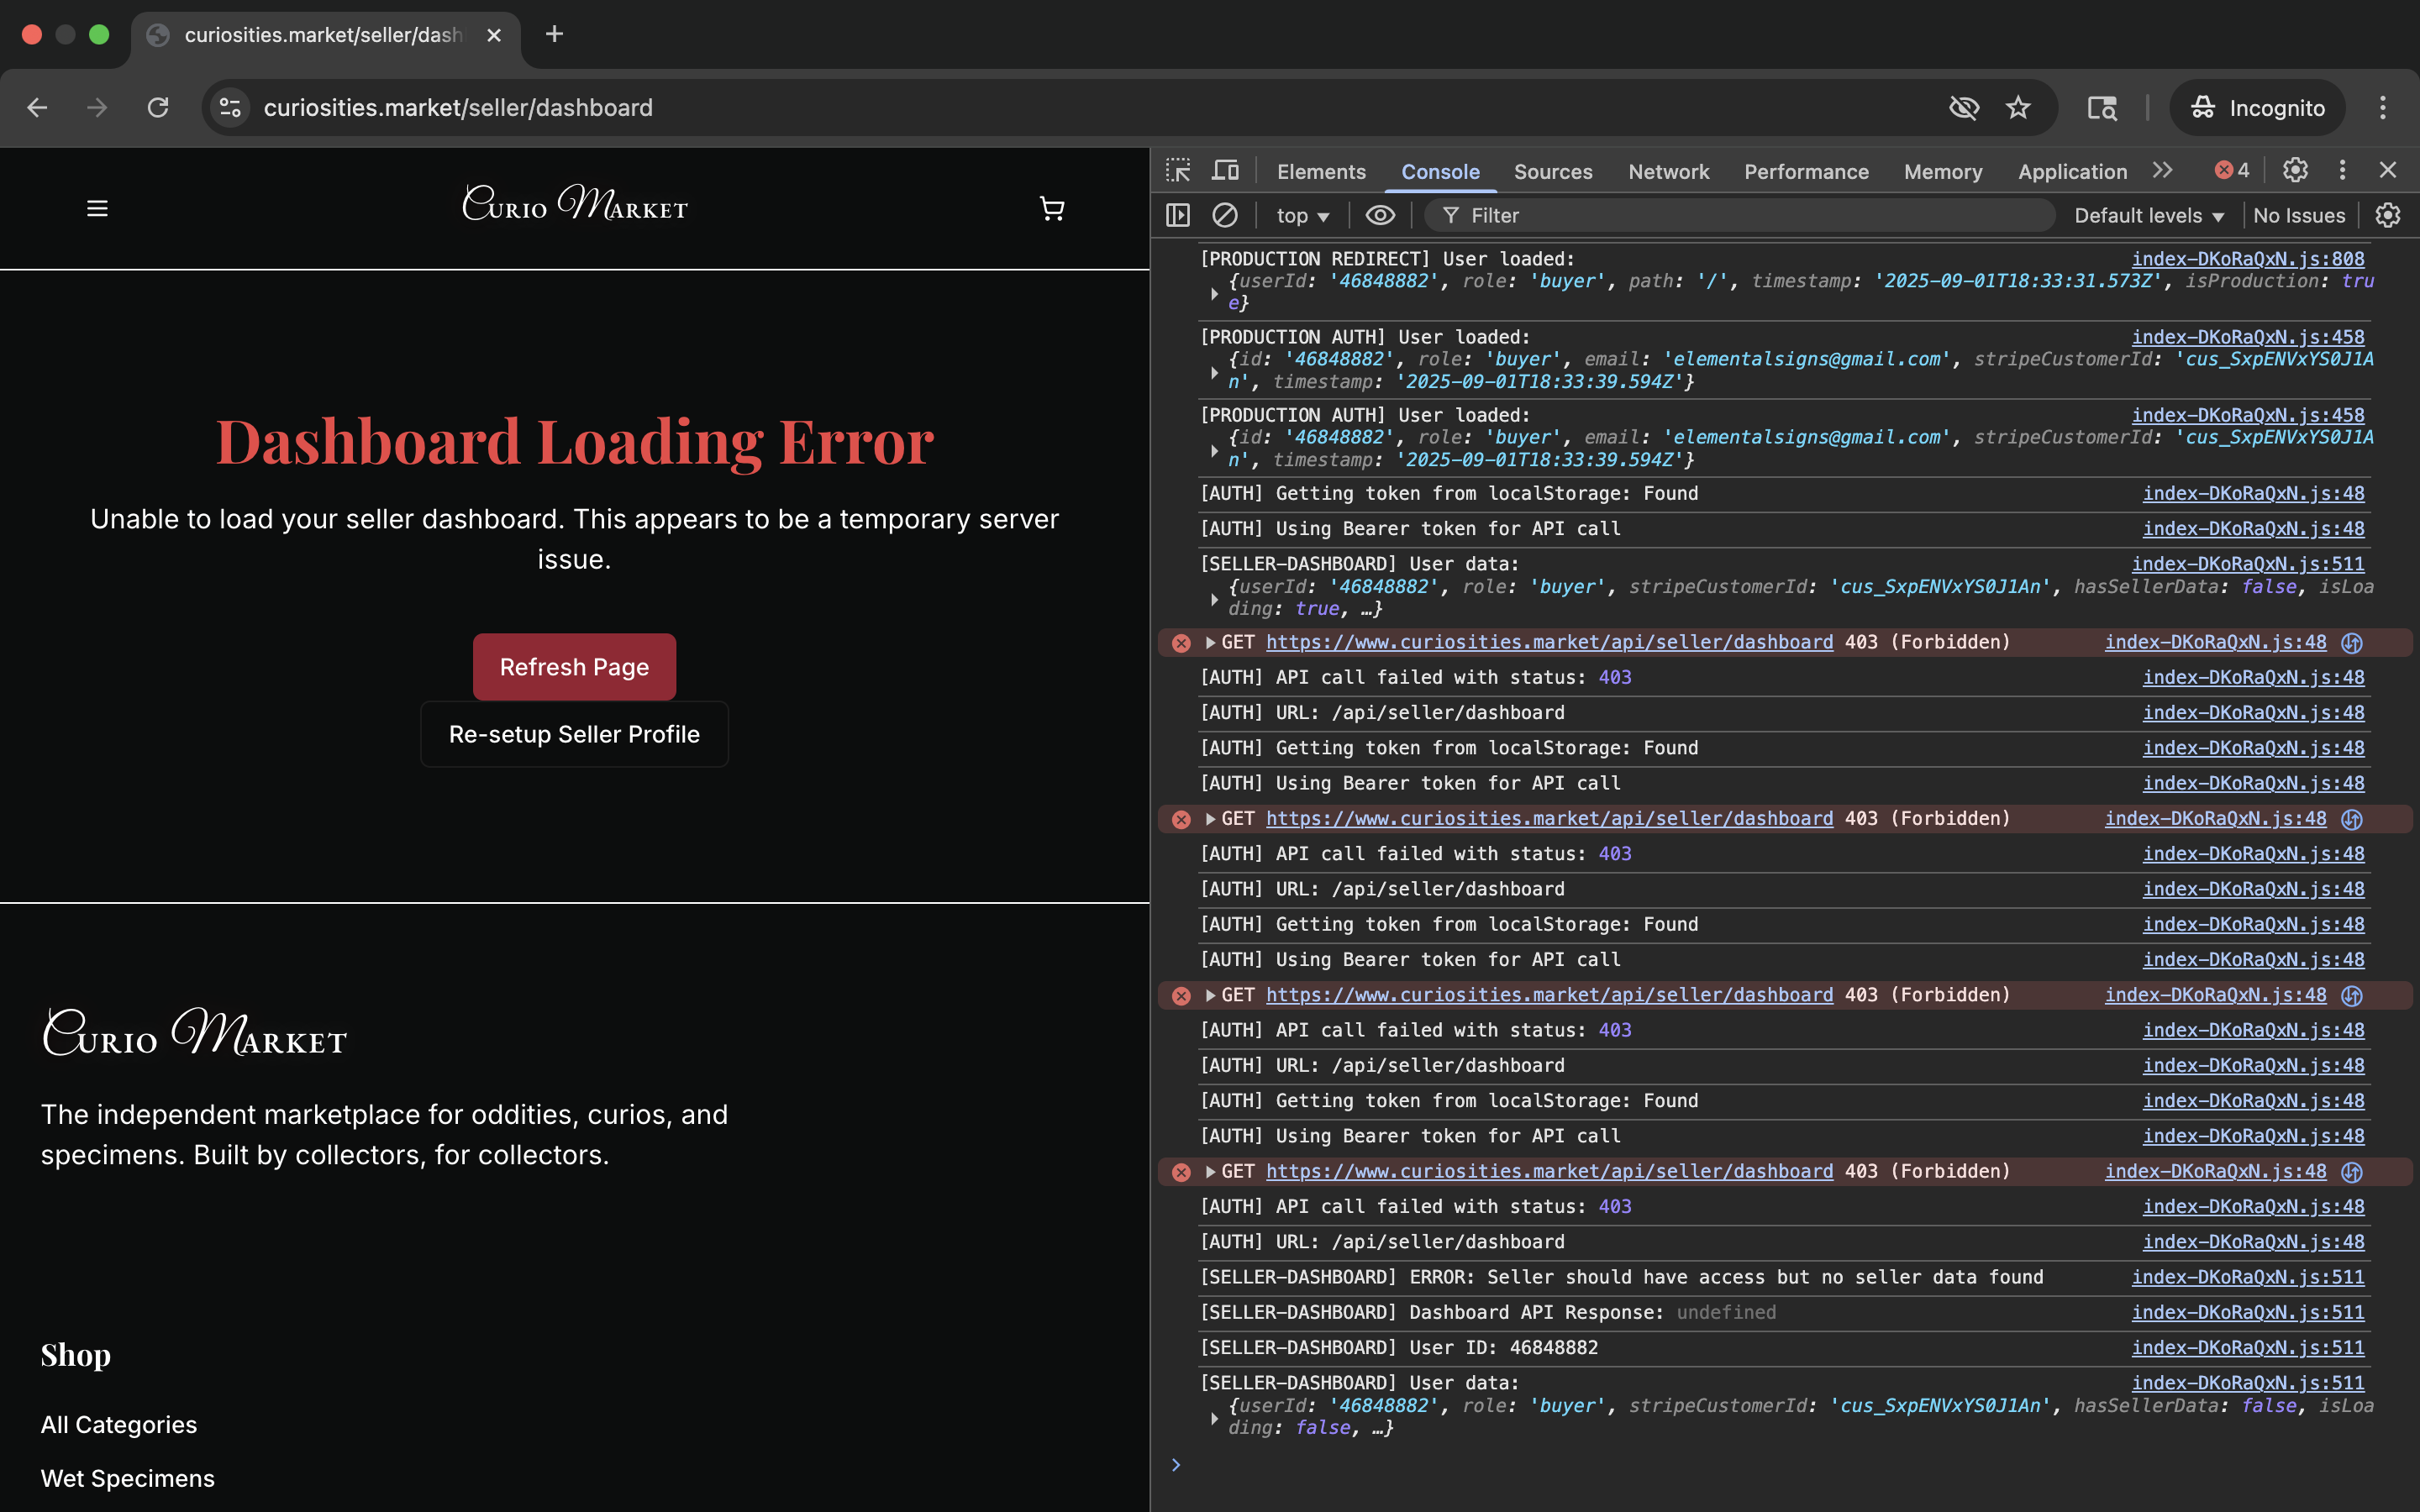 curiosities.market/seller/dash
curiosities.market/seller/dashboard
Incognito
CURIO MARKET
Dashboard Loading Error
Unable to load your seller dashboard. This appears to be a temporary server
issue.
Refresh Page
Re-setup Seller Profile
CURIO MARKET
The independent marketplace for oddities, curios, and
specimens. Built by collectors, for collectors.
Shop
All Categories
Wet Specimens
Elements Console Sources Network Performance Memory Application 4
top Filter Default levels No Issues
[PRODUCTION REDIRECT] User loaded: index-DKoRaQxN.js:808
{userId: '46848882', role: 'buyer', path: '/', timestamp: '2025-09-01T18:33:31.573Z', isProduction: tru
e}
[PRODUCTION AUTH] User loaded: index-DKoRaQxN.js:458
{id: '46848882', role: 'buyer', email: 'elementalsigns@gmail.com', stripeCustomerId: 'cus_SxpENVxYS0J1A
n', timestamp: '2025-09-01T18:33:39.594Z'}
[PRODUCTION AUTH] User loaded: index-DKoRaQxN.js:458
{id: '46848882', role: 'buyer', email: 'elementalsigns@gmail.com', stripeCustomerId: 'cus_SxpENVxYS0J1A
n', timestamp: '2025-09-01T18:33:39.594Z'}
[AUTH] Getting token from localStorage: Found index-DKoRaQxN.js:48
[AUTH] Using Bearer token for API call index-DKoRaQxN.js:48
[SELLER-DASHBOARD] User data: index-DKoRaQxN.js:511
{userId: '46848882', role: 'buyer', stripeCustomerId: 'cus_SxpENVxYS0J1An', hasSellerData: false, isLoa
ding: true, …}
GET https://www.curiosities.market/api/seller/dashboard 403 (Forbidden) index-DKoRaQxN.js:48
[AUTH] API call failed with status: 403 index-DKoRaQxN.js:48
[AUTH] URL: /api/seller/dashboard index-DKoRaQxN.js:48
[AUTH] Getting token from localStorage: Found index-DKoRaQxN.js:48
[AUTH] Using Bearer token for API call index-DKoRaQxN.js:48
GET https://www.curiosities.market/api/seller/dashboard 403 (Forbidden) index-DKoRaQxN.js:48
[AUTH] API call failed with status: 403 index-DKoRaQxN.js:48
[AUTH] URL: /api/seller/dashboard index-DKoRaQxN.js:48
[AUTH] Getting token from localStorage: Found index-DKoRaQxN.js:48
[AUTH] Using Bearer token for API call index-DKoRaQxN.js:48
GET https://www.curiosities.market/api/seller/dashboard 403 (Forbidden) index-DKoRaQxN.js:48
[AUTH] API call failed with status: 403 index-DKoRaQxN.js:48
[AUTH] URL: /api/seller/dashboard index-DKoRaQxN.js:48
[AUTH] Getting token from localStorage: Found index-DKoRaQxN.js:48
[AUTH] Using Bearer token for API call index-DKoRaQxN.js:48
GET https://www.curiosities.market/api/seller/dashboard 403 (Forbidden) index-DKoRaQxN.js:48
[AUTH] API call failed with status: 403 index-DKoRaQxN.js:48
[AUTH] URL: /api/seller/dashboard index-DKoRaQxN.js:48
[SELLER-DASHBOARD] ERROR: Seller should have access but no seller data found index-DKoRaQxN.js:511
[SELLER-DASHBOARD] Dashboard API Response: undefined index-DKoRaQxN.js:511
[SELLER-DASHBOARD] User ID: 46848882 index-DKoRaQxN.js:511
[SELLER-DASHBOARD] User data: index-DKoRaQxN.js:511
{userId: '46848882', role: 'buyer', stripeCustomerId: 'cus_SxpENVxYS0J1An', hasSellerData: false, isLoa
ding: false, …}